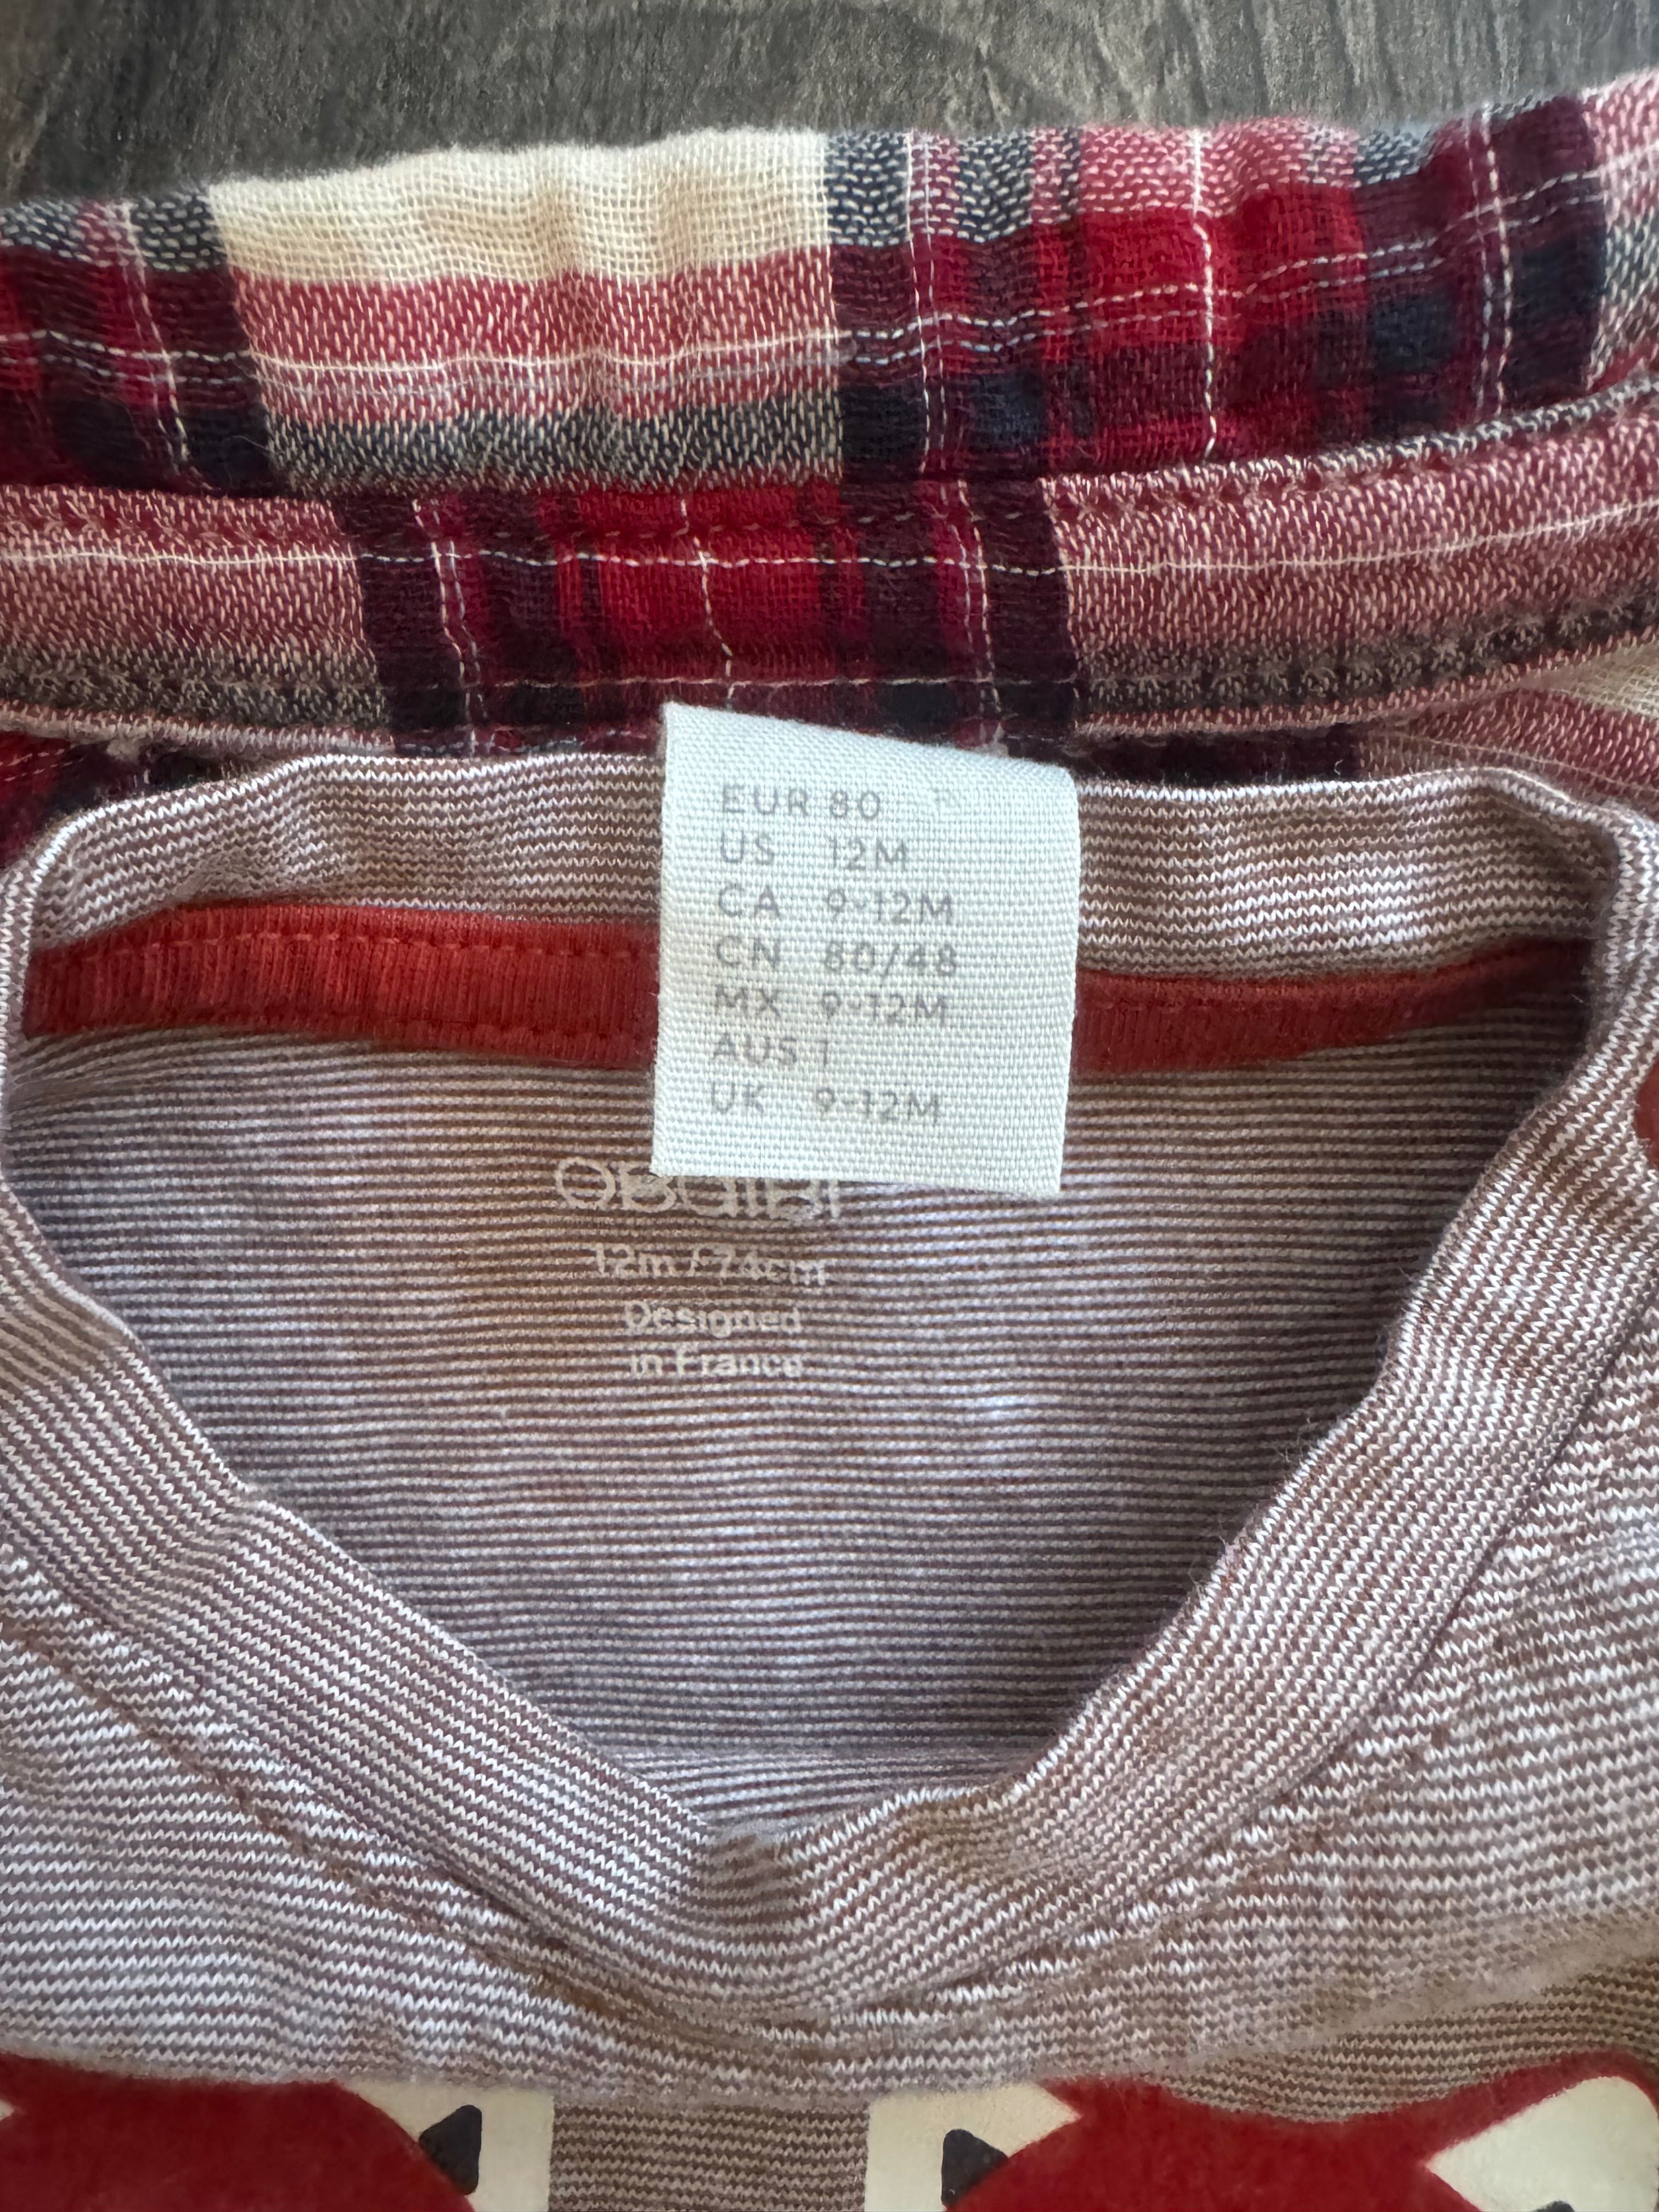 EUR 80
US 12M
CA 9-12M
CN 80/48
MX 9-12M
AUS 1
UK 9-12M
OBAIBI
12m / 74cm
Designed
in France